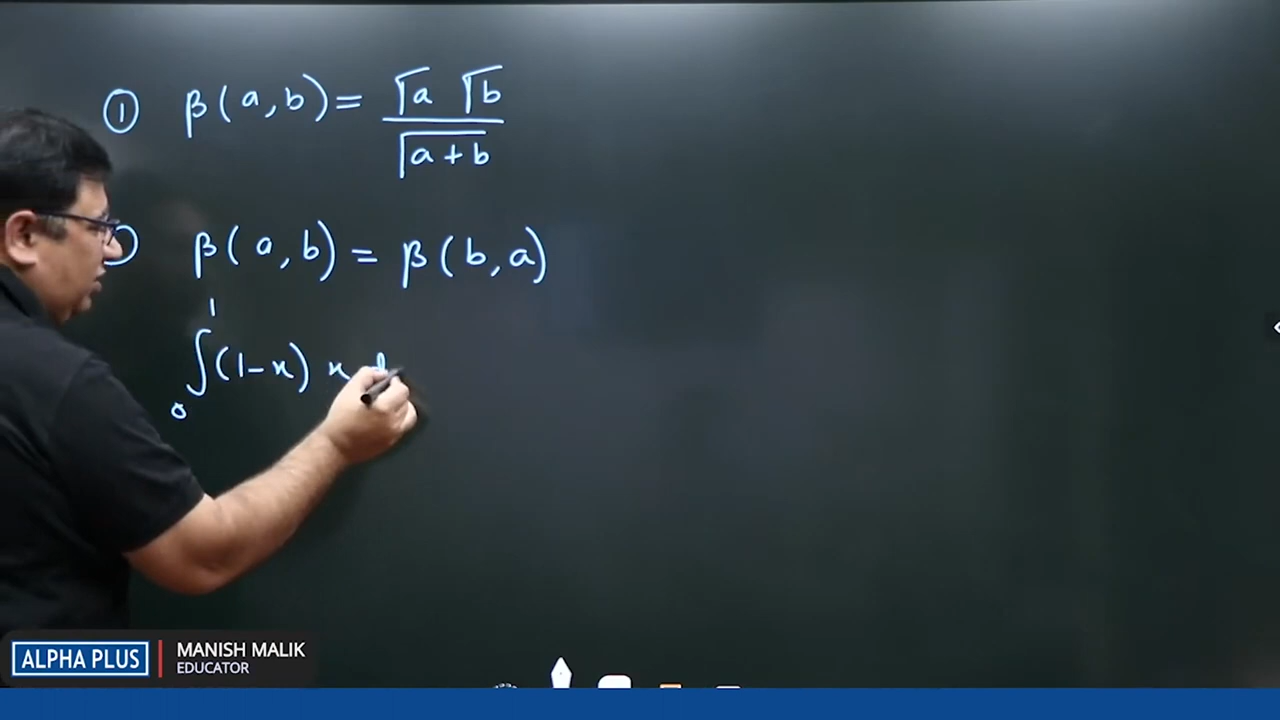 ① β(a,b) = Γa Γb / Γa+b
β(a,b) = β(b,a)
∫₀¹ (1-x) x
ALPHA PLUS
MANISH MALIK
EDUCATOR